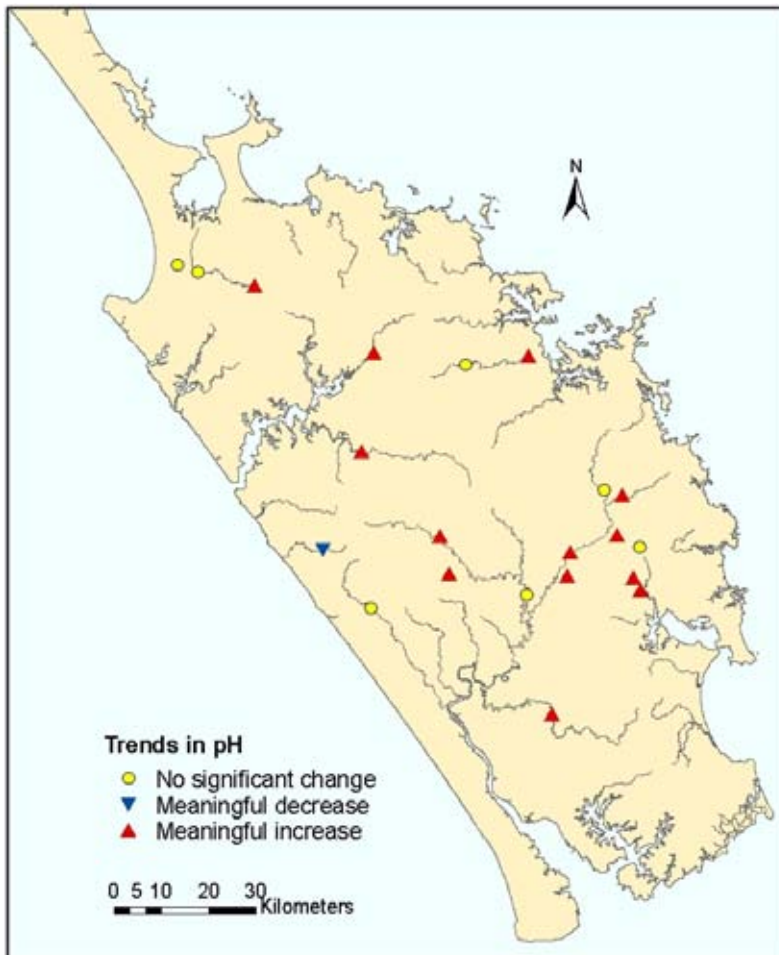 N
Trends in pH
No significant change
Meaningful decrease
Meaningful increase
0 5 10 20 30
Kilometers